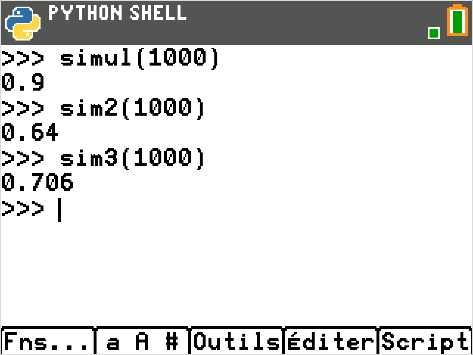 PYTHON SHELL
>>> simul(1000)
0.9
>>> sim2(1000)
0.64
>>> sim3(1000)
0.706
>>>
Fns... a A # Outils Éditer Script